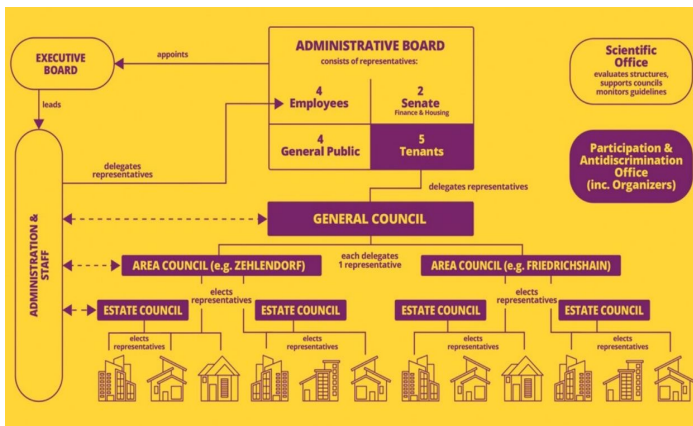 EXECUTIVE
BOARD
appoints
leads
ADMINISTRATIVE BOARD
consists of representatives:
4
Employees
2
Senate
Finance & Housing
4
General Public
5
Tenants
Scientific
Office
evaluates structures,
supports councils
monitors guidelines
Participation &
Antidiscrimination
Office
(inc. Organizers)
delegates
representatives
delegates representatives
ADMINISTRATION &
STAFF
GENERAL COUNCIL
each delegates
1 representative
AREA COUNCIL (e.g. ZEHLENDORF)
AREA COUNCIL (e.g. FRIEDRICHSHAIN)
elects
representatives
elects
representatives
ESTATE COUNCIL
ESTATE COUNCIL
ESTATE COUNCIL
ESTATE COUNCIL
elects
representatives
elects
representatives
elects
representatives
elects
representatives